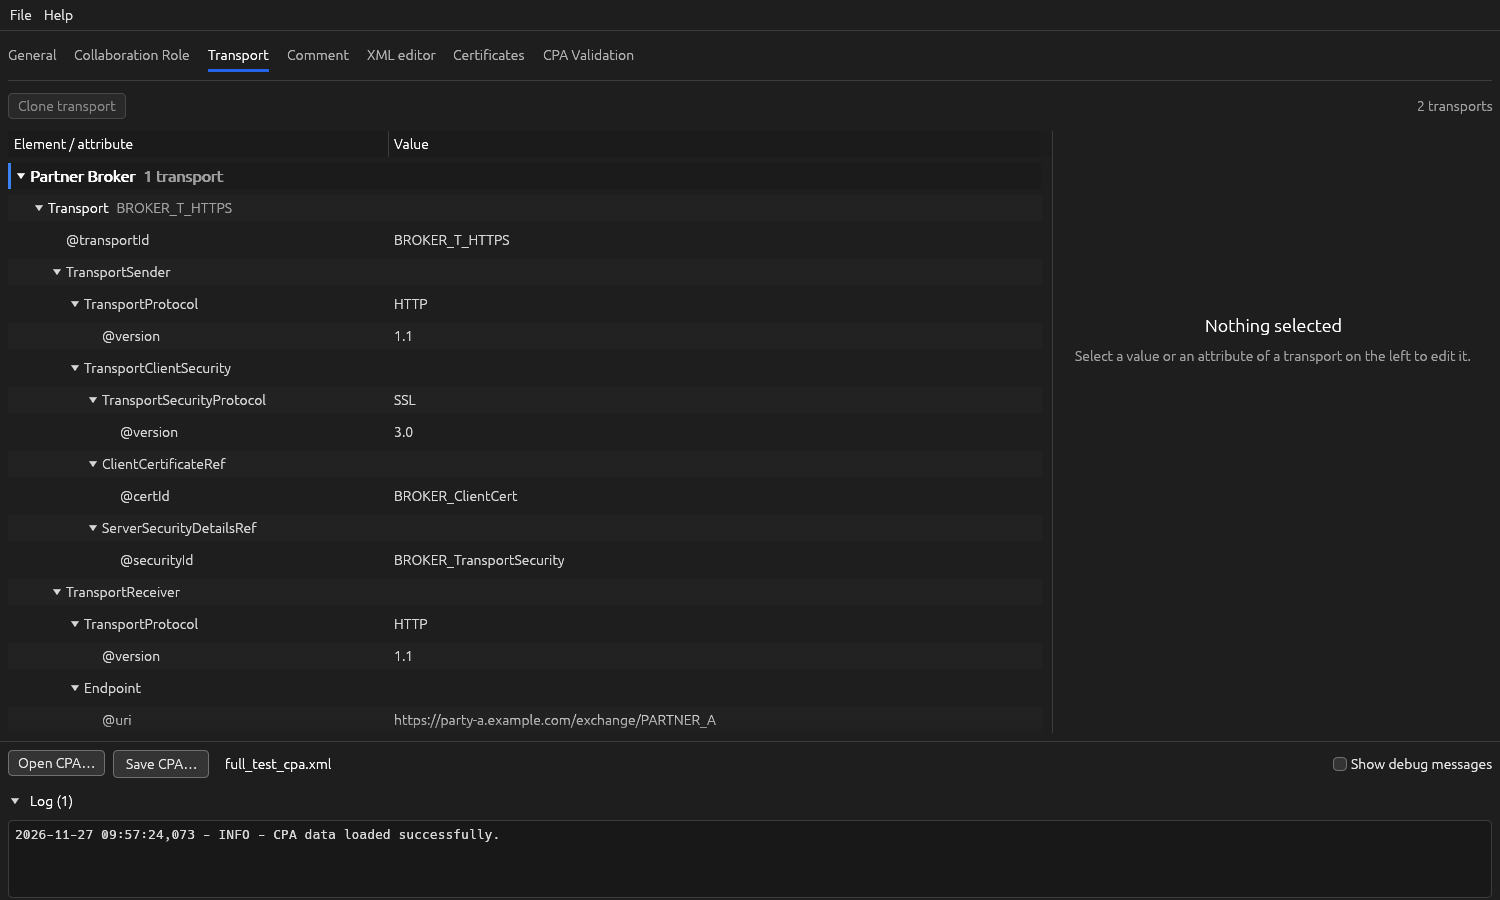 File Help
General Collaboration Role Transport Comment XML editor Certificates CPA Validation
Clone transport 2 transports
Element / attribute Value
Partner Broker 1 transport
Transport BROKER_T_HTTPS
@transportId BROKER_T_HTTPS
TransportSender
TransportProtocol HTTP
@version 1.1
TransportClientSecurity
TransportSecurityProtocol SSL
@version 3.0
ClientCertificateRef
@certId BROKER_ClientCert
ServerSecurityDetailsRef
@securityId BROKER_TransportSecurity
TransportReceiver
TransportProtocol HTTP
@version 1.1
Endpoint
@uri https://party-a.example.com/exchange/PARTNER_A
Nothing selected
Select a value or an attribute of a transport on the left to edit it.
Open CPA... Save CPA... full_test_cpa.xml Show debug messages
Log (1)
2026-11-27 09:57:24,073 - INFO - CPA data loaded successfully.